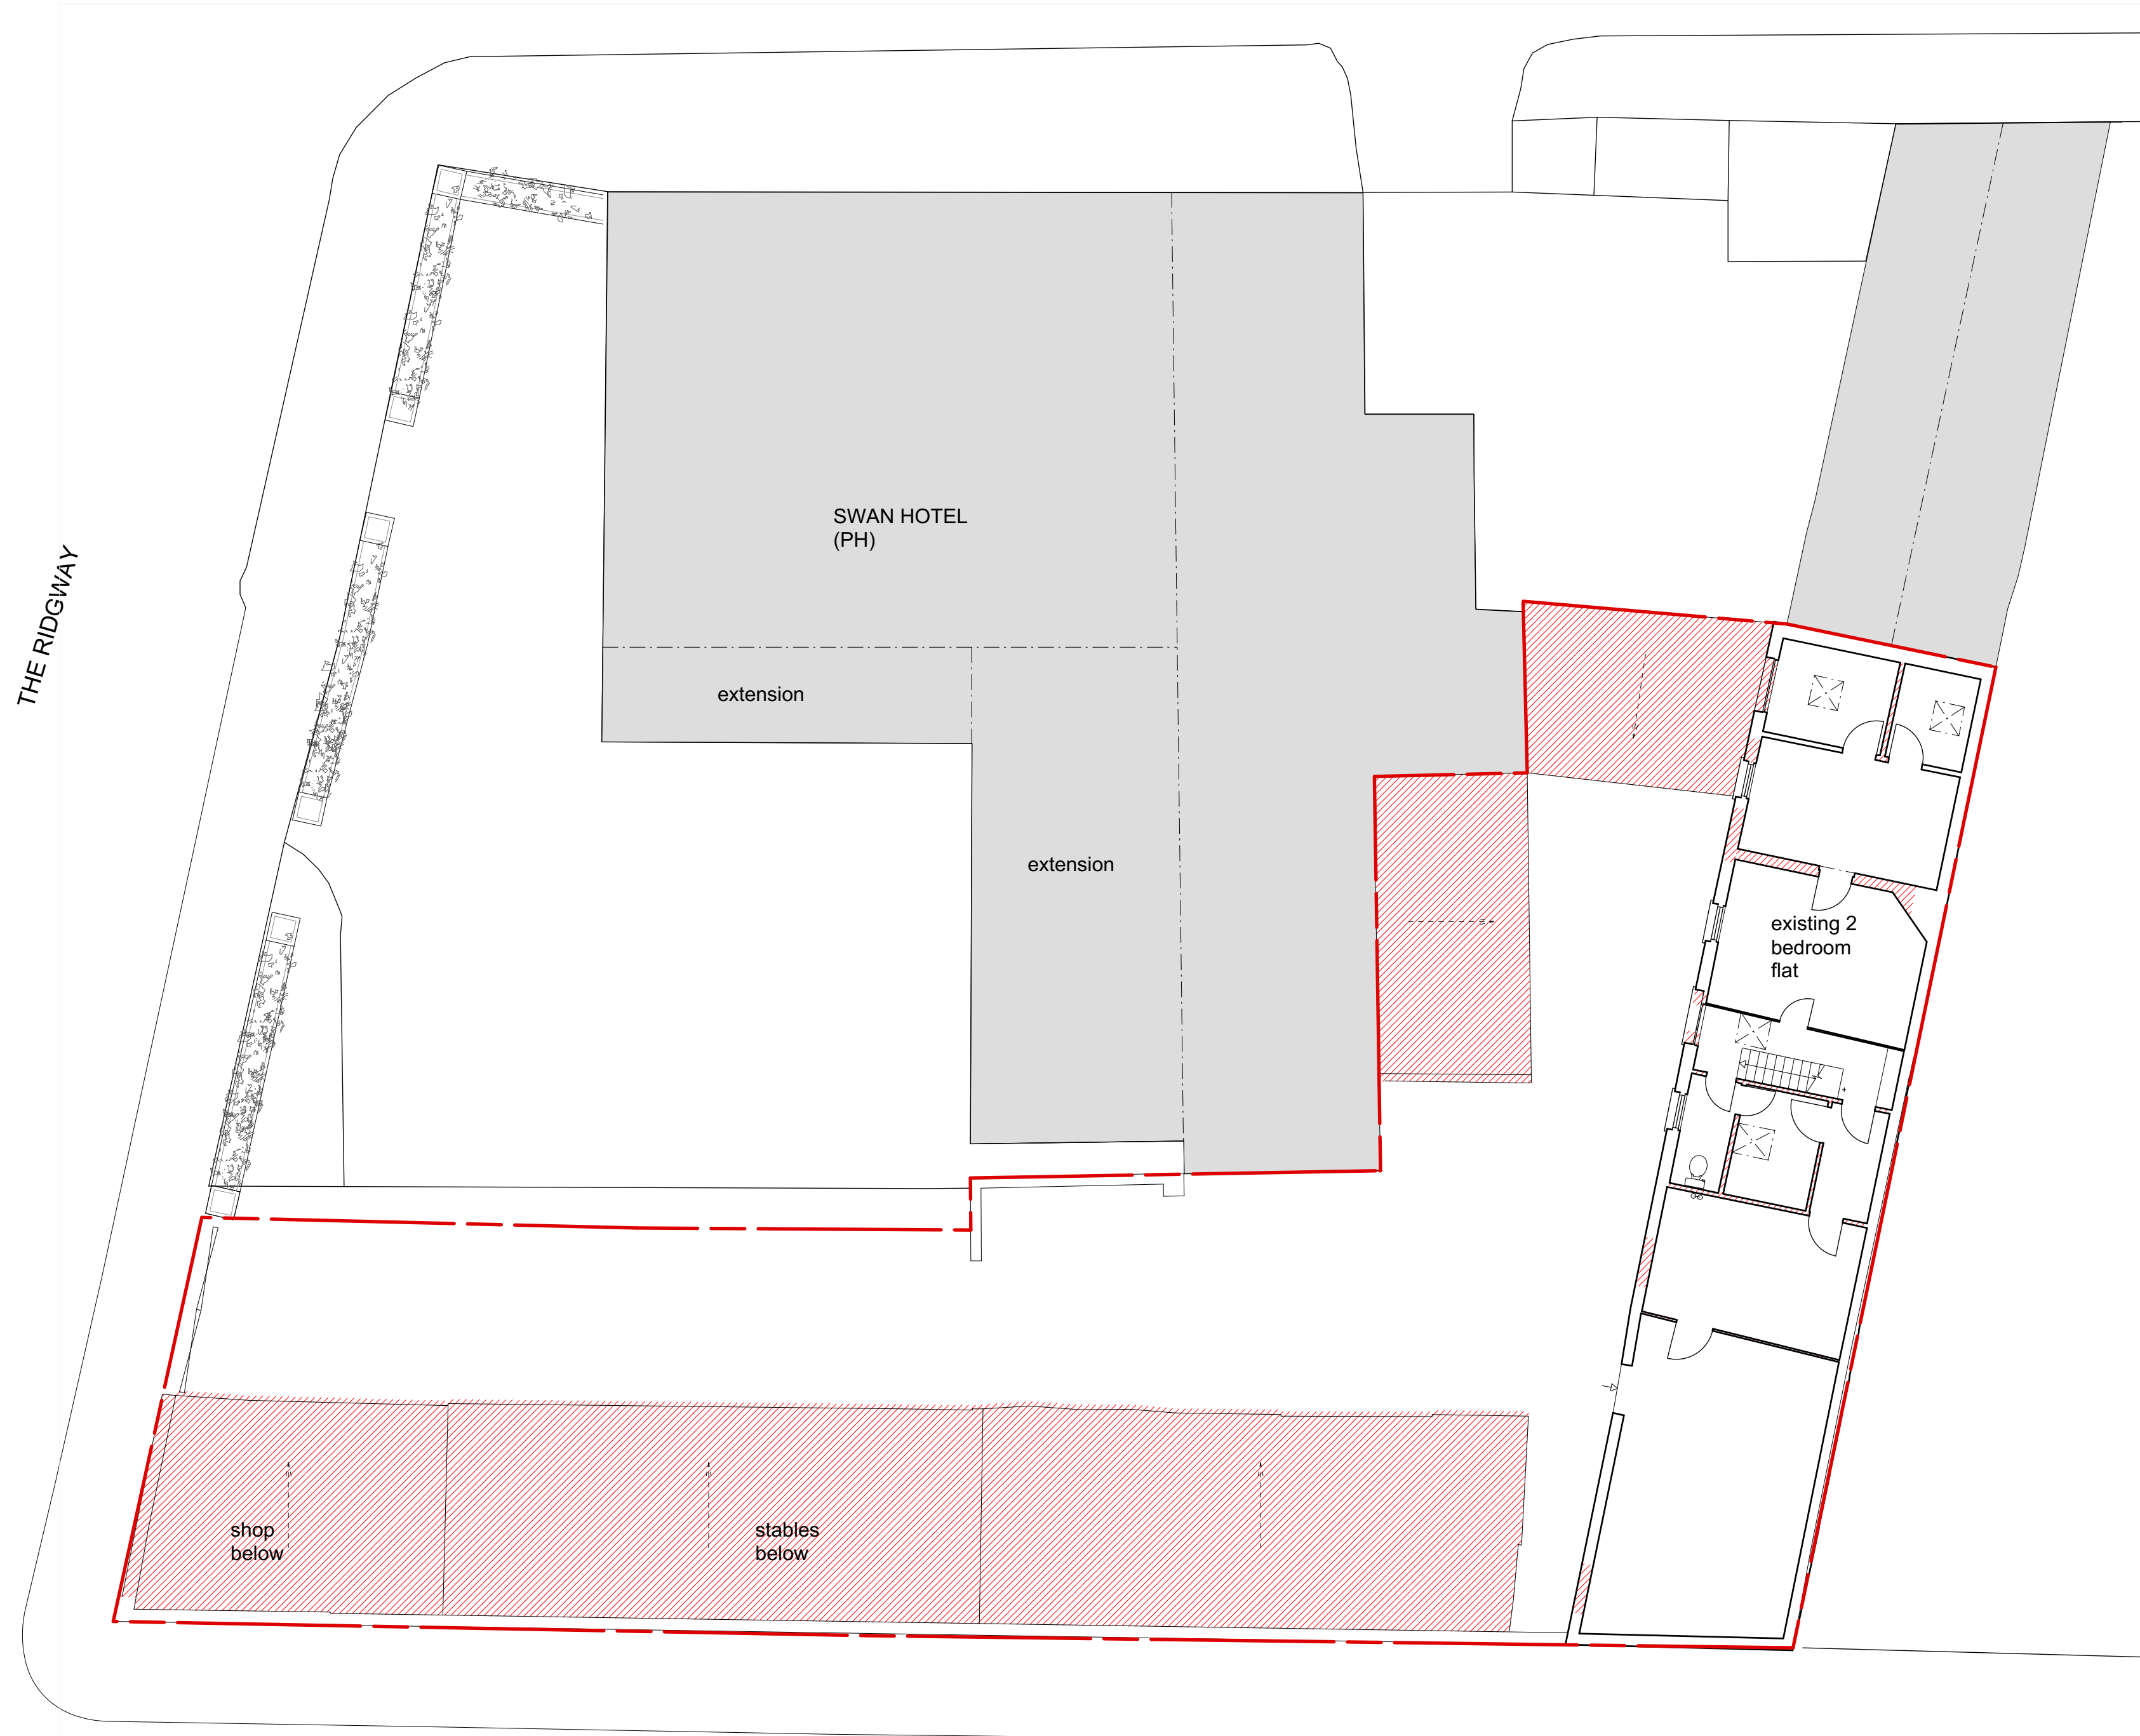 SWAN HOTEL
(PH)
THE RIDGWAY
extension
extension
existing 2
bedroom
flat
shop
below
stables
below